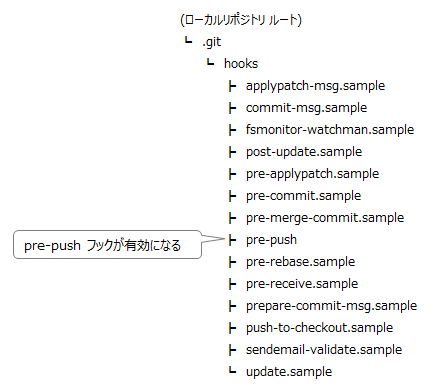 (ローカルリポジトリ ルート)
.git
hooks
applypatch-msg.sample
commit-msg.sample
fsmonitor-watchman.sample
post-update.sample
pre-applypatch.sample
pre-commit.sample
pre-merge-commit.sample
pre-push フックが有効になる
pre-push
pre-rebase.sample
pre-receive.sample
prepare-commit-msg.sample
push-to-checkout.sample
sendemail-validate.sample
update.sample